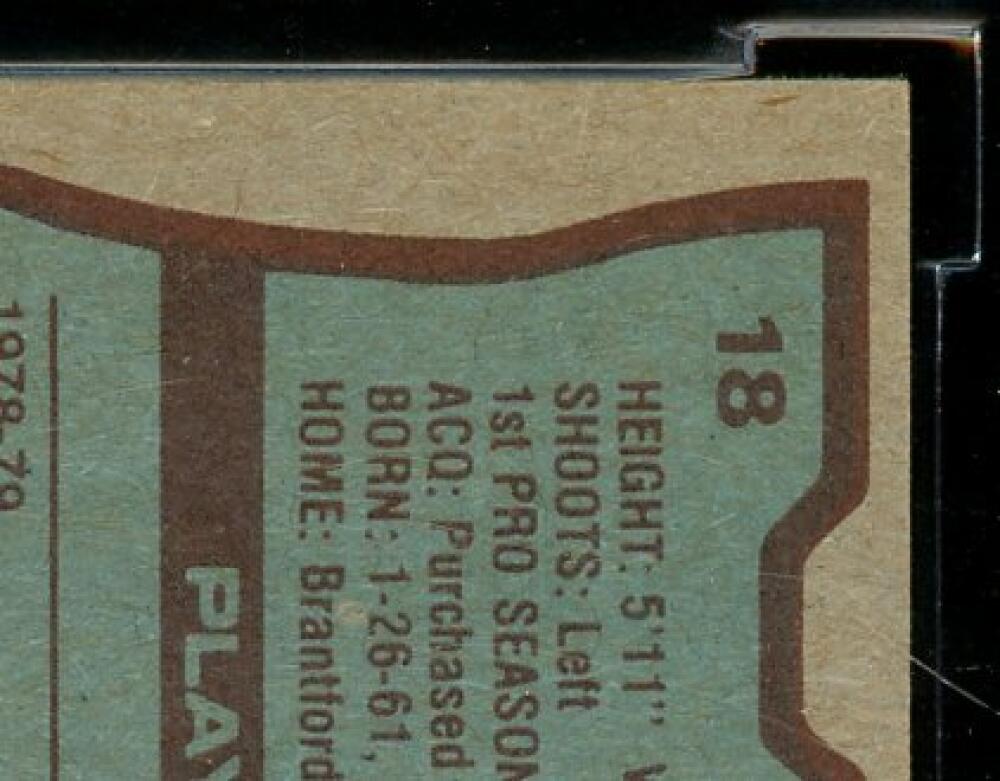 18
HEIGHT: 5'11"
SHOOTS: Left
1st PRO SEASON
ACQ: Purchased
BORN: 1-26-61,
HOME: Brantford
PLAY
1978-79